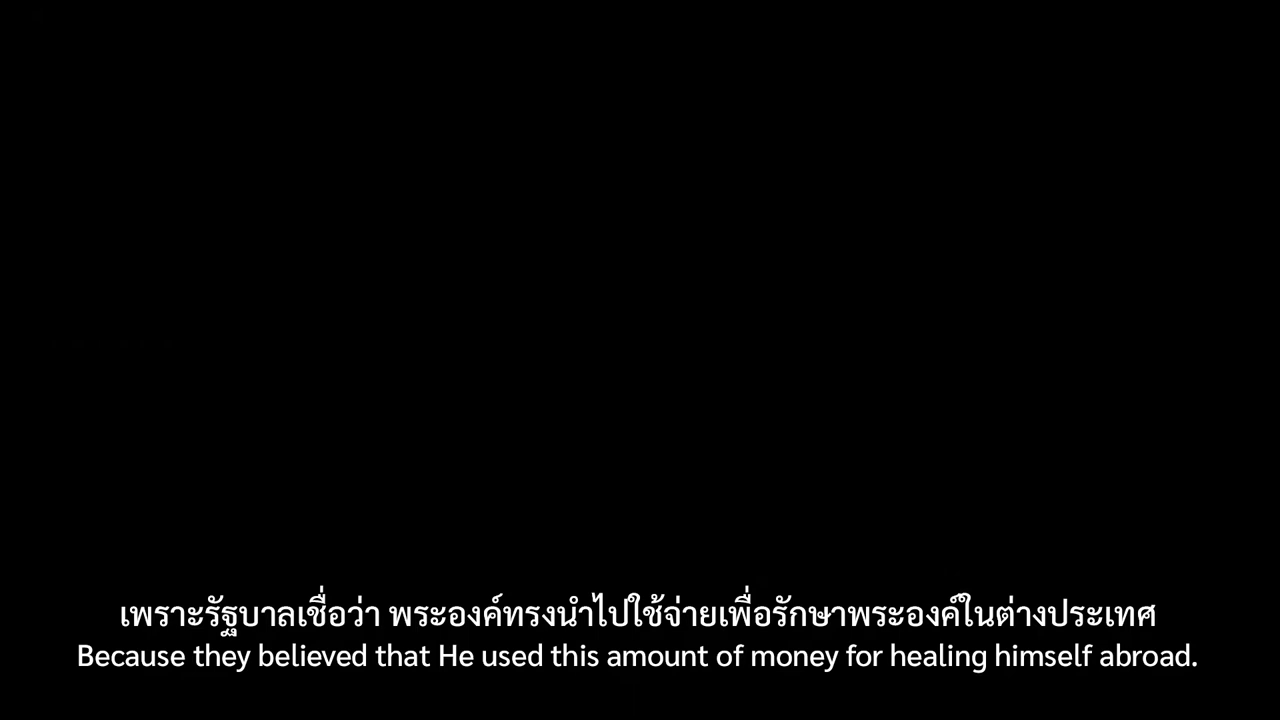 เพราะรัฐบาลเชื่อว่า พระองค์ทรงนำไปใช้จ่ายเพื่อรักษาพระองค์ในต่างประเทศ
Because they believed that He used this amount of money for healing himself abroad.